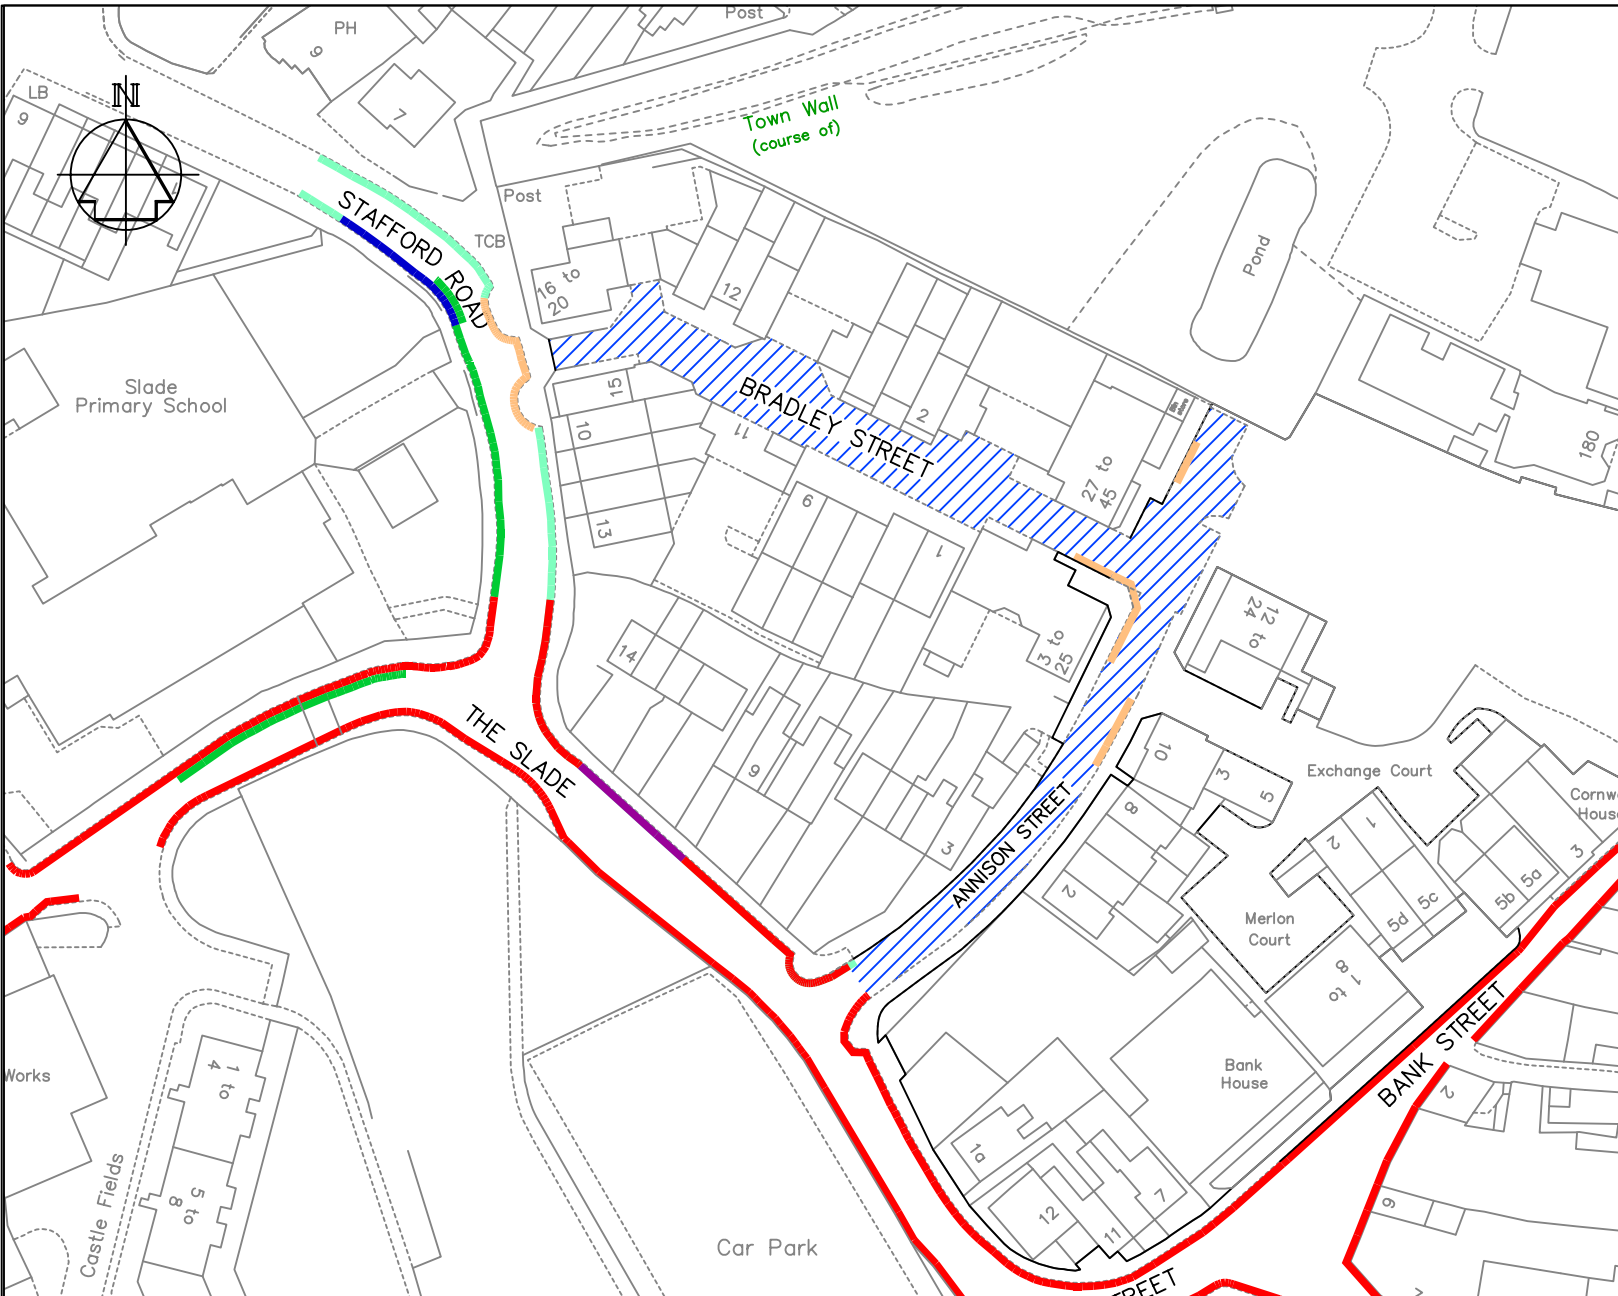 PH
Post
9
7
LB
9
N
Town Wall
(course of)
STAFFORD ROAD
Post
TCB
16 to
20
12
Pond
Slade
Primary School
15
10
13
11
BRADLEY STREET
2
Bin
store
27 to
45
180
9
1
3 to
25
12 to
24
14
THE SLADE
9
3
10
3
5
8
2
ANNISON STREET
Exchange Court
Cornw
Hous
3
1
2
5a
5b
5c
5d
Merlon
Court
1 to
8
BANK STREET
Works
1 to
4
Bank
House
2
Castle Fields
5 to
8
1a
12
11
7
9
Car Park
REET